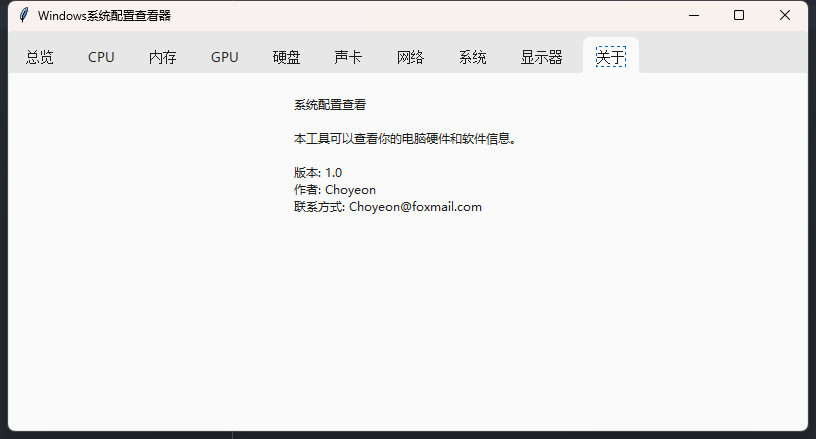 Windows系统配置查看器
总览 CPU 内存 GPU 硬盘 声卡 网络 系统 显示器 关于
系统配置查看
本工具可以查看你的电脑硬件和软件信息。
版本: 1.0
作者: Choyeon
联系方式: Choyeon@foxmail.com